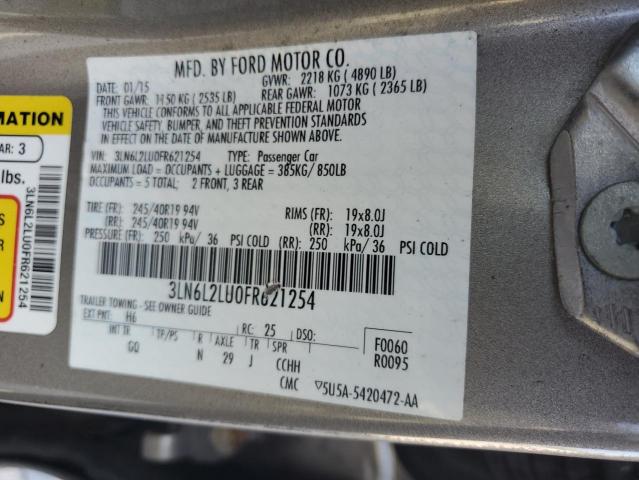 MFD. BY FORD MOTOR CO.
DATE: 01/15 GVWR: 2218 KG ( 4890 LB)
FRONT GAWR: 1150 KG ( 2535 LB) REAR GAWR: 1073 KG ( 2365 LB)
THIS VEHICLE CONFORMS TO ALL APPLICABLE FEDERAL MOTOR
VEHICLE SAFETY, BUMPER, AND THEFT PREVENTION STANDARDS
IN EFFECT ON THE DATE OF MANUFACTURE SHOWN ABOVE.
VIN: 3LN6L2LU0FR621254 TYPE: Passenger Car
MAXIMUM LOAD = OCCUPANTS + LUGGAGE = 385KG/ 850LB
OCCUPANTS = 5 TOTAL; 2 FRONT, 3 REAR
TIRE (FR): 245/40R19 94V RIMS (FR): 19x8.0J
(RR): 245/40R19 94V (RR): 19x8.0J
PRESSURE (FR): 250 kPa/ 36 PSI COLD (RR): 250 kPa/ 36 PSI COLD
3LN6L2LU0FR621254
TRAILER TOWING - SEE OWNER GUIDE
EXT PNT: H6 RC: 25 DSO: F0060
INT TR TP/PS R AXLE TR SPR R0095
GO N 29 J CCHH
CMC ▽5U5A-5420472-AA
MATION
AR: 3
lbs.
3LN6L2LU0FR621254